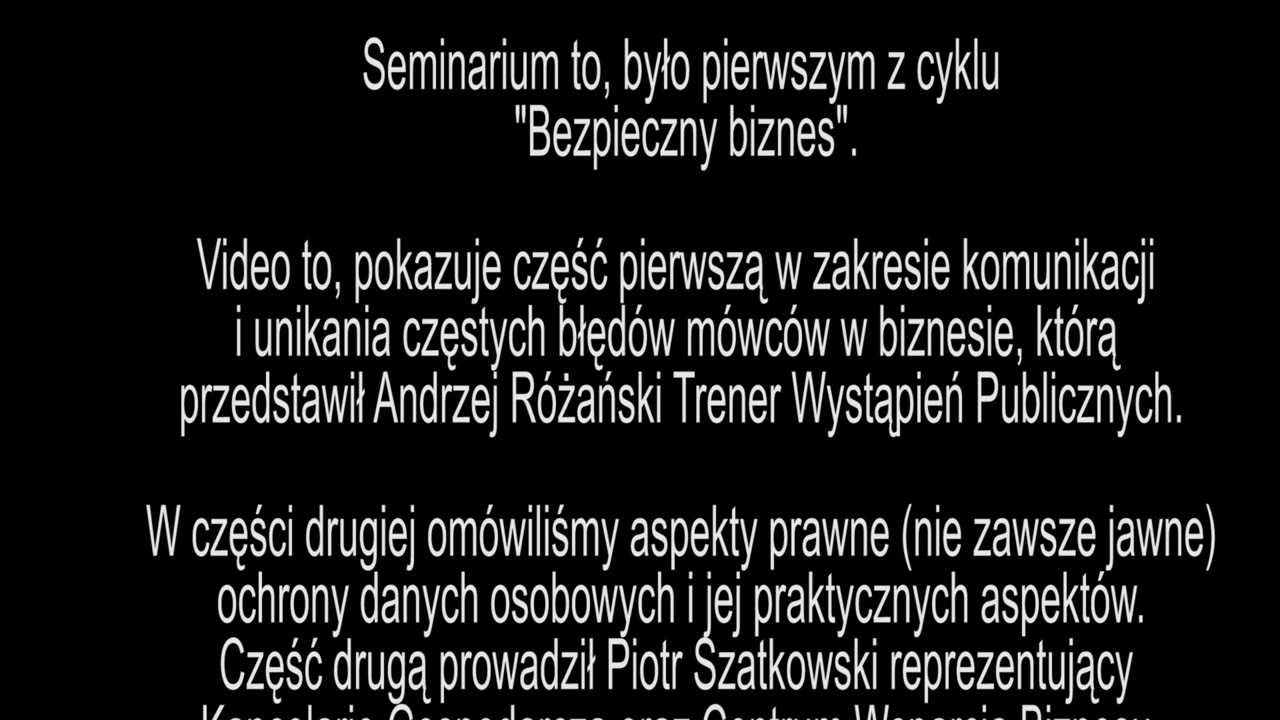 Seminarium to, było pierwszym z cyklu
"Bezpieczny biznes".
Video to, pokazuje część pierwszą w zakresie komunikacji
i unikania częstych błędów mówców w biznesie, którą
przedstawił Andrzej Różański Trener Wystąpień Publicznych.
W części drugiej omówiliśmy aspekty prawne (nie zawsze jawne)
ochrony danych osobowych i jej praktycznych aspektów.
Część drugą prowadził Piotr Szatkowski reprezentujący